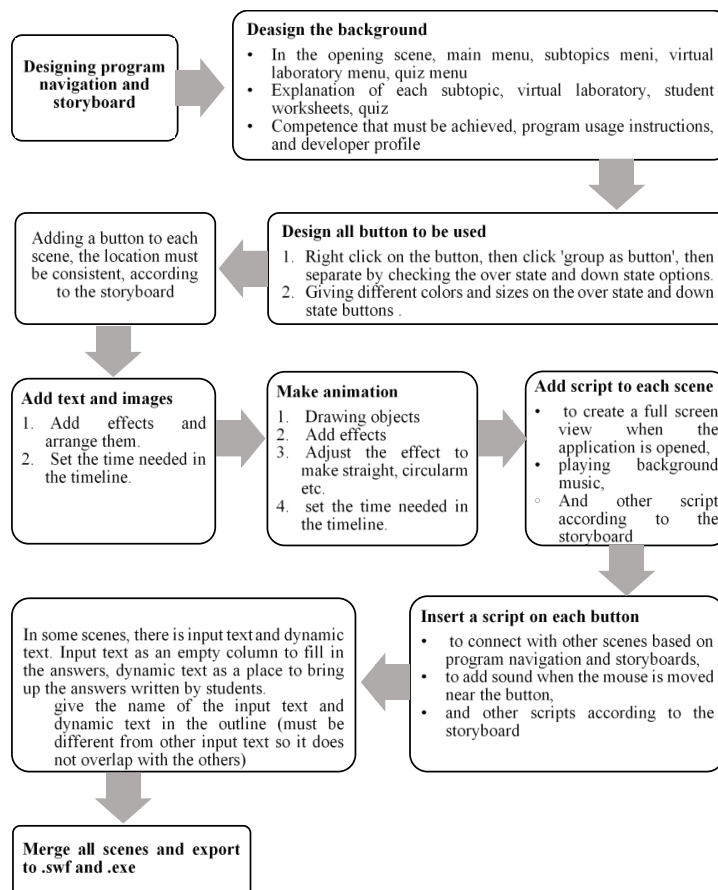 Designing program
navigation and
storyboard
Deasign the background
• In the opening scene, main menu, subtopics meni, virtual
laboratory menu, quiz menu
• Explanation of each subtopic, virtual laboratory, student
worksheets, quiz
• Competence that must be achieved, program usage instructions,
and developer profile
Design all button to be used
1. Right click on the button, then click 'group as button', then
separate by checking the over state and down state options.
2. Giving different colors and sizes on the over state and down
state buttons .
Adding a button to each
scene, the location must
be consistent, according
to the storyboard
Add text and images
1. Add effects and
arrange them.
2. Set the time needed in
the timeline.
Make animation
1. Drawing objects
2. Add effects
3. Adjust the effect to
make straight, circularm
etc.
4. set the time needed in
the timeline.
Add script to each scene
• to create a full screen
view when the
application is opened,
• playing background
music,
○ And other script
according to the
storyboard
Insert a script on each button
• to connect with other scenes based on
program navigation and storyboards,
• to add sound when the mouse is moved
near the button,
• and other scripts according to the
storyboard
In some scenes, there is input text and dynamic
text. Input text as an empty column to fill in
the answers, dynamic text as a place to bring
up the answers written by students.
give the name of the input text and
dynamic text in the outline (must be
different from other input text so it does
not overlap with the others)
Merge all scenes and export
to .swf and .exe